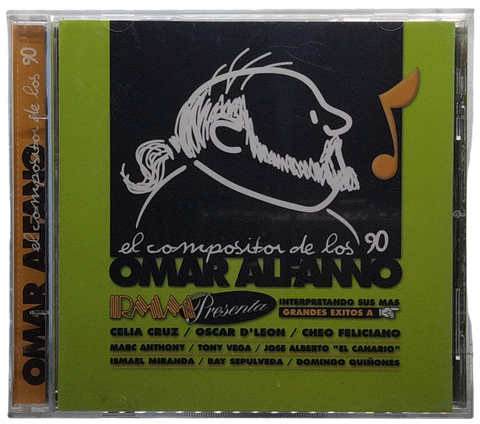 OMAR ALFANNO
el compositor de los 90
el compositor de los 90
OMAR ALFANNO
Presenta
INTERPRETANDO SUS MAS
GRANDES EXITOS A
CELIA CRUZ / OSCAR D'LEON / CHEO FELICIANO
MARC ANTHONY / TONY VEGA / JOSE ALBERTO "EL CANARIO"
ISMAEL MIRANDA / RAY SEPULVEDA / DOMINGO QUIÑONES